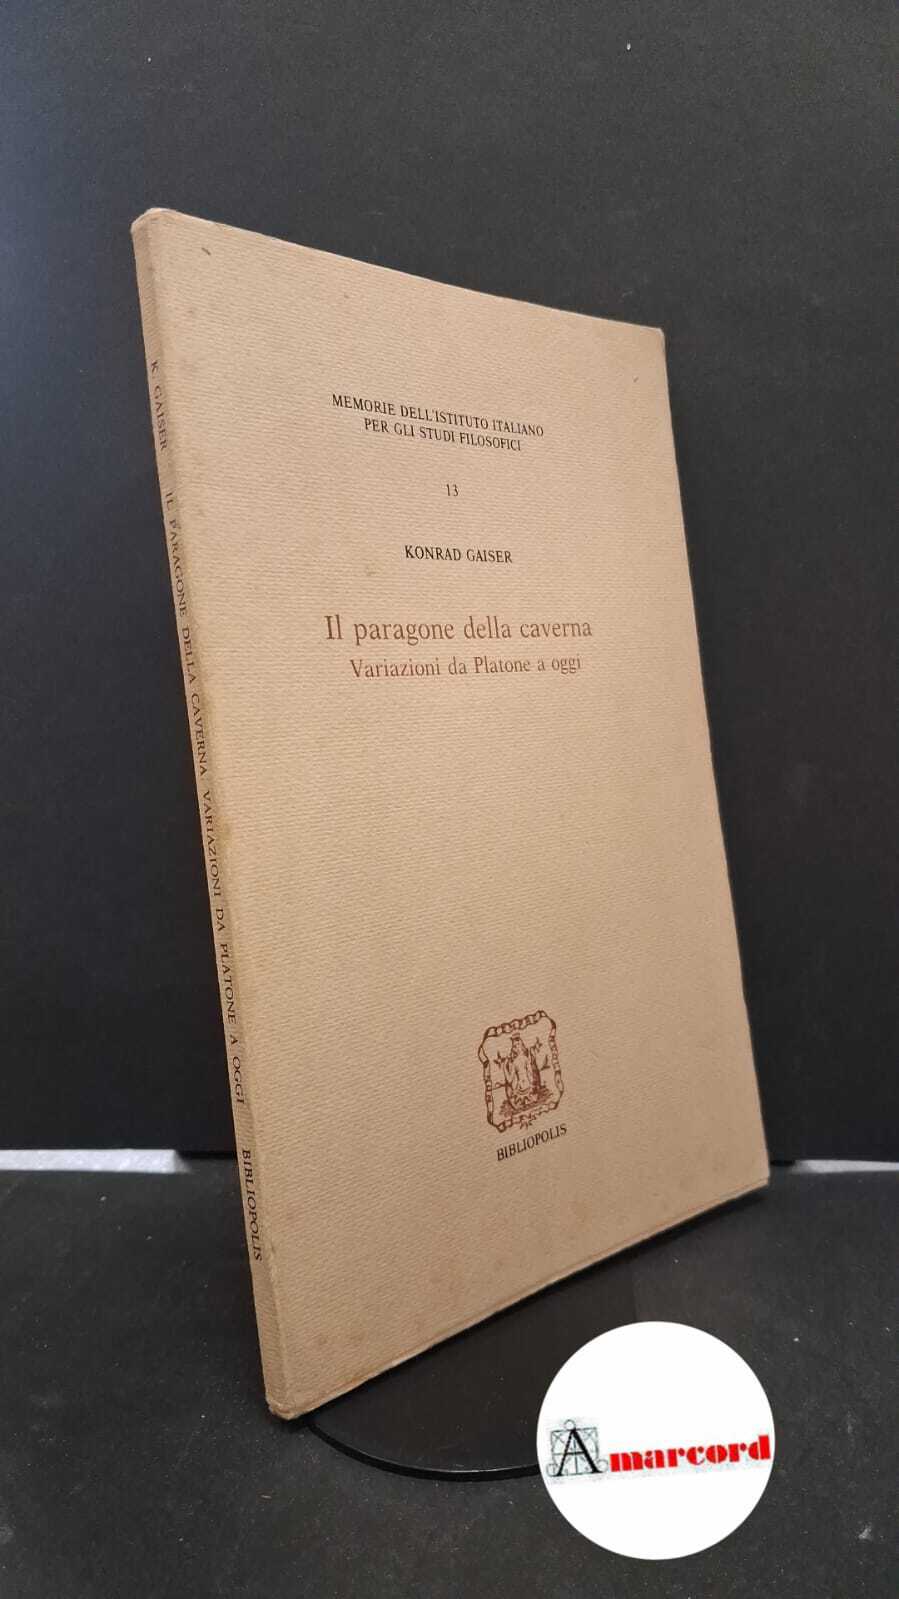 MEMORIE DELL'ISTITUTO ITALIANO
PER GLI STUDI FILOSOFICI
13
KONRAD GAISER
Il paragone della caverna
Variazioni da Platone a oggi
BIBLIOPOLIS
K. GAISER IL PARAGONE DELLA CAVERNA VARIAZIONI DA PLATONE A OGGI BIBLIOPOLIS
Amarcord